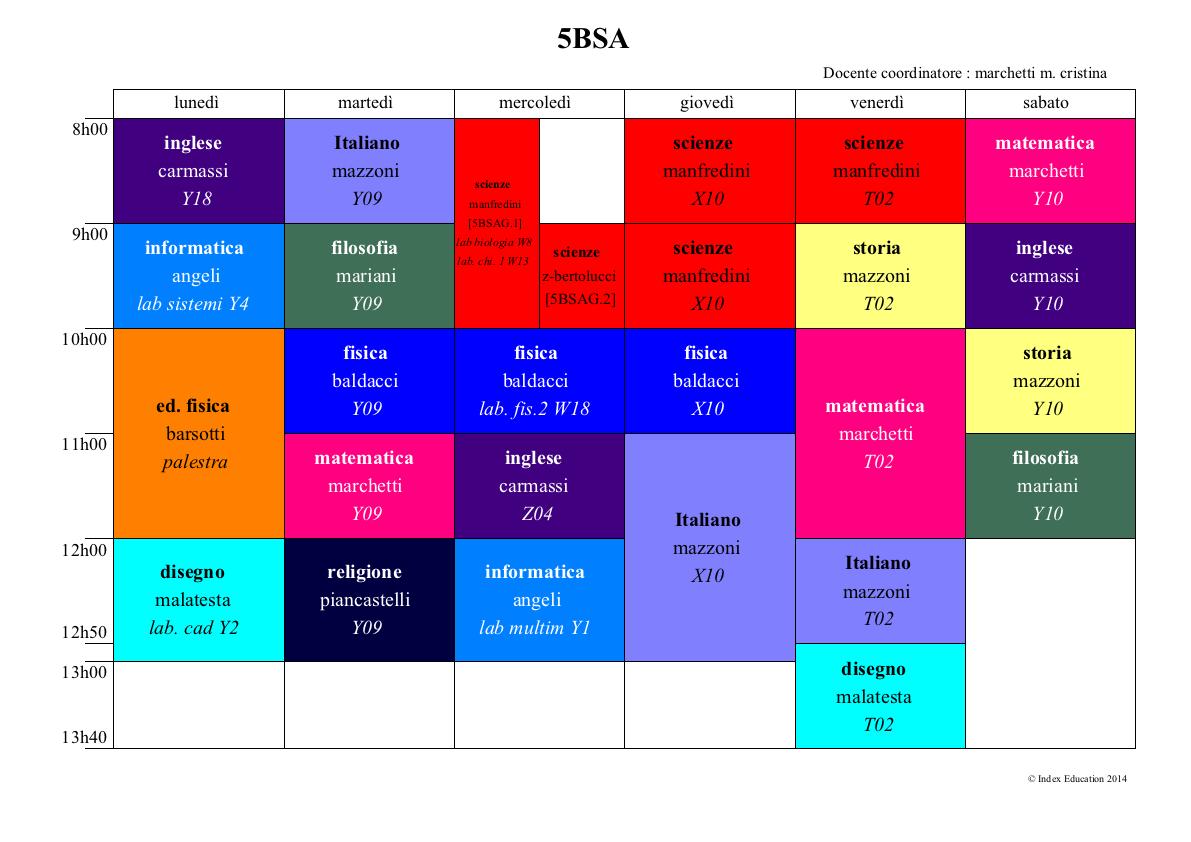 5BSA
Docente coordinatore : marchetti m. cristina
lunedì martedì mercoledì giovedì venerdì sabato
8h00
inglese
carmassi
Y18
Italiano
mazzoni
Y09
scienze
manfredini
[5BSAG.1]
lab biologia W8
lab. chi. 1 W13
scienze
manfredini
X10
scienze
manfredini
T02
matematica
marchetti
Y10
9h00
informatica
angeli
lab sistemi Y4
filosofia
mariani
Y09
scienze
z-bertolucci
[5BSAG.2]
scienze
manfredini
X10
storia
mazzoni
T02
inglese
carmassi
Y10
10h00
ed. fisica
barsotti
palestra
fisica
baldacci
Y09
fisica
baldacci
lab. fis.2 W18
fisica
baldacci
X10
matematica
marchetti
T02
storia
mazzoni
Y10
11h00
matematica
marchetti
Y09
inglese
carmassi
Z04
Italiano
mazzoni
X10
filosofia
mariani
Y10
12h00
disegno
malatesta
lab. cad Y2
religione
piancastelli
Y09
informatica
angeli
lab multim Y1
Italiano
mazzoni
T02
12h50
13h00
disegno
malatesta
T02
13h40
© Index Education 2014